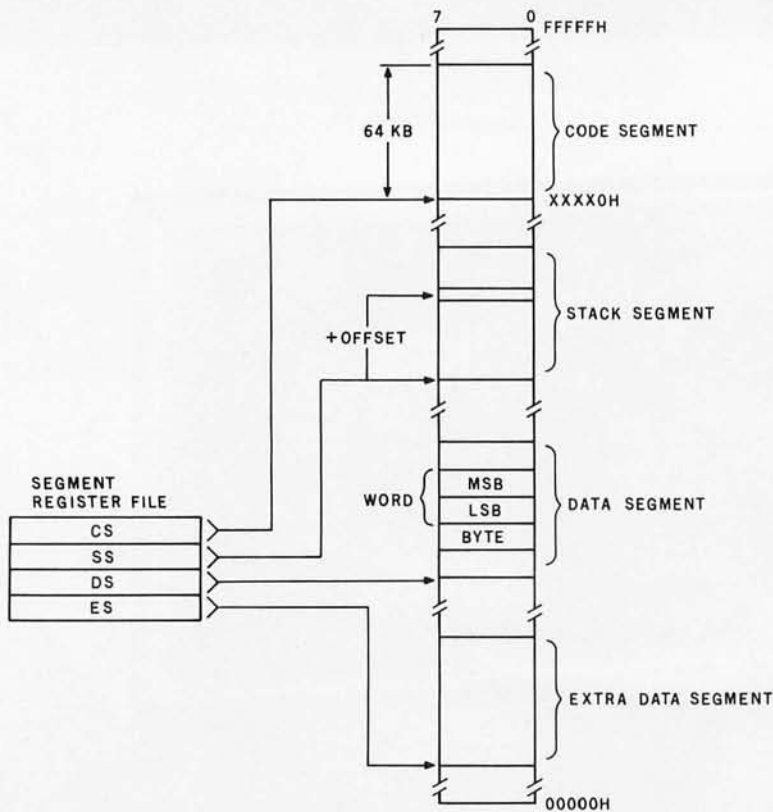 7 0
FFFFFH
64 KB
CODE SEGMENT
XXXX0H
STACK SEGMENT
+OFFSET
SEGMENT
REGISTER FILE
CS
SS
DS
ES
WORD
MSB
LSB
BYTE
DATA SEGMENT
EXTRA DATA SEGMENT
00000H